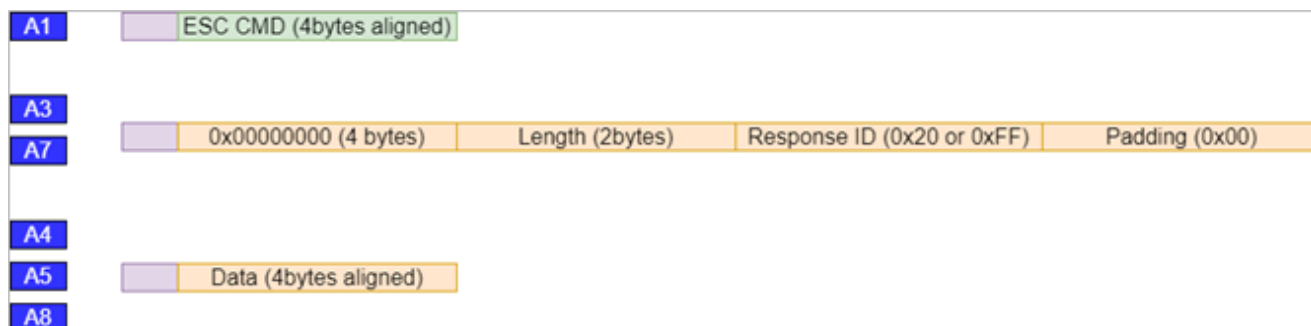 A1 ESC CMD (4bytes aligned)
A3
0x00000000 (4 bytes) Length (2bytes) Response ID (0x20 or 0xFF) Padding (0x00)
A7
A4
A5 Data (4bytes aligned)
A8